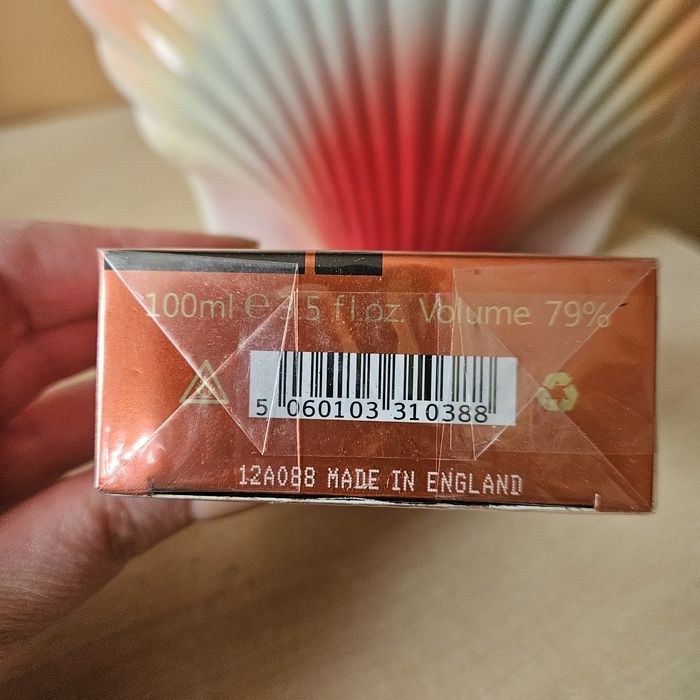 100ml ℮ 3.5 fl.oz. Volume 79%
5 060103 310388
12A088 MADE IN ENGLAND